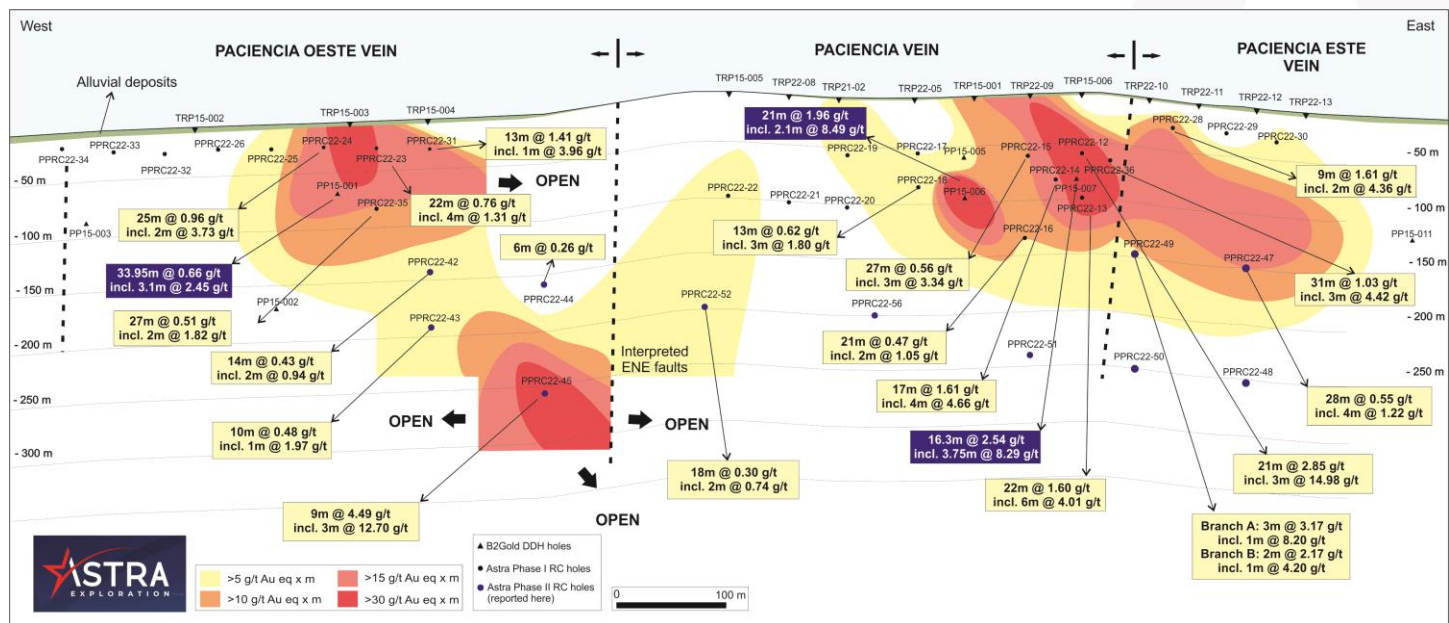 West
East
PACIENCIA OESTE VEIN
PACIENCIA VEIN
PACIENCIA ESTE
VEIN
Alluvial deposits
TRP15-002
TRP15-003
TRP15-004
TRP15-005
TRP22-08
TRP21-02
TRP22-05
TRP15-001
TRP22-09
TRP15-006
TRP22-10
TRP22-11
TRP22-12
TRP22-13
PPRC22-34
PPRC22-33
PPRC22-32
PPRC22-26
PPRC22-25
PPRC22-24
PPRC22-23
PPRC22-31
PP15-001
PPRC22-35
PP15-003
PP15-002
PPRC22-42
PPRC22-43
PPRC22-44
PPRC22-45
PPRC22-52
PPRC22-22
PPRC22-21
PPRC22-20
PPRC22-19
PPRC22-17
PPRC22-18
PP15-005
PP15-006
PPRC22-15
PPRC22-12
PPRC22-14
PPRC22-36
PP15-007
PPRC22-13
PPRC22-16
PPRC22-56
PPRC22-51
PPRC22-28
PPRC22-29
PPRC22-30
PPRC22-49
PPRC22-47
PPRC22-50
PPRC22-48
PP15-011
- 50 m
- 100 m
- 150 m
- 200 m
- 250 m
- 300 m
- 50 m
- 100 m
- 150 m
- 200 m
- 250 m
13m @ 1.41 g/t
incl. 1m @ 3.96 g/t
OPEN
25m @ 0.96 g/t
incl. 2m @ 3.73 g/t
22m @ 0.76 g/t
incl. 4m @ 1.31 g/t
33.95m @ 0.66 g/t
incl. 3.1m @ 2.45 g/t
6m @ 0.26 g/t
27m @ 0.51 g/t
incl. 2m @ 1.82 g/t
14m @ 0.43 g/t
incl. 2m @ 0.94 g/t
10m @ 0.48 g/t
incl. 1m @ 1.97 g/t
9m @ 4.49 g/t
incl. 3m @ 12.70 g/t
Interpreted
ENE faults
OPEN
OPEN
OPEN
21m @ 1.96 g/t
incl. 2.1m @ 8.49 g/t
13m @ 0.62 g/t
incl. 3m @ 1.80 g/t
27m @ 0.56 g/t
incl. 3m @ 3.34 g/t
21m @ 0.47 g/t
incl. 2m @ 1.05 g/t
17m @ 1.61 g/t
incl. 4m @ 4.66 g/t
16.3m @ 2.54 g/t
incl. 3.75m @ 8.29 g/t
18m @ 0.30 g/t
incl. 2m @ 0.74 g/t
22m @ 1.60 g/t
incl. 6m @ 4.01 g/t
9m @ 1.61 g/t
incl. 2m @ 4.36 g/t
31m @ 1.03 g/t
incl. 3m @ 4.42 g/t
28m @ 0.55 g/t
incl. 4m @ 1.22 g/t
21m @ 2.85 g/t
incl. 3m @ 14.98 g/t
Branch A: 3m @ 3.17 g/t
incl. 1m @ 8.20 g/t
Branch B: 2m @ 2.17 g/t
incl. 1m @ 4.20 g/t
ASTRA
EXPLORATION
>5 g/t Au eq x m
>15 g/t Au eq x m
>10 g/t Au eq x m
>30 g/t Au eq x m
B2Gold DDH holes
Astra Phase I RC holes
Astra Phase II RC holes
(reported here)
0
100 m